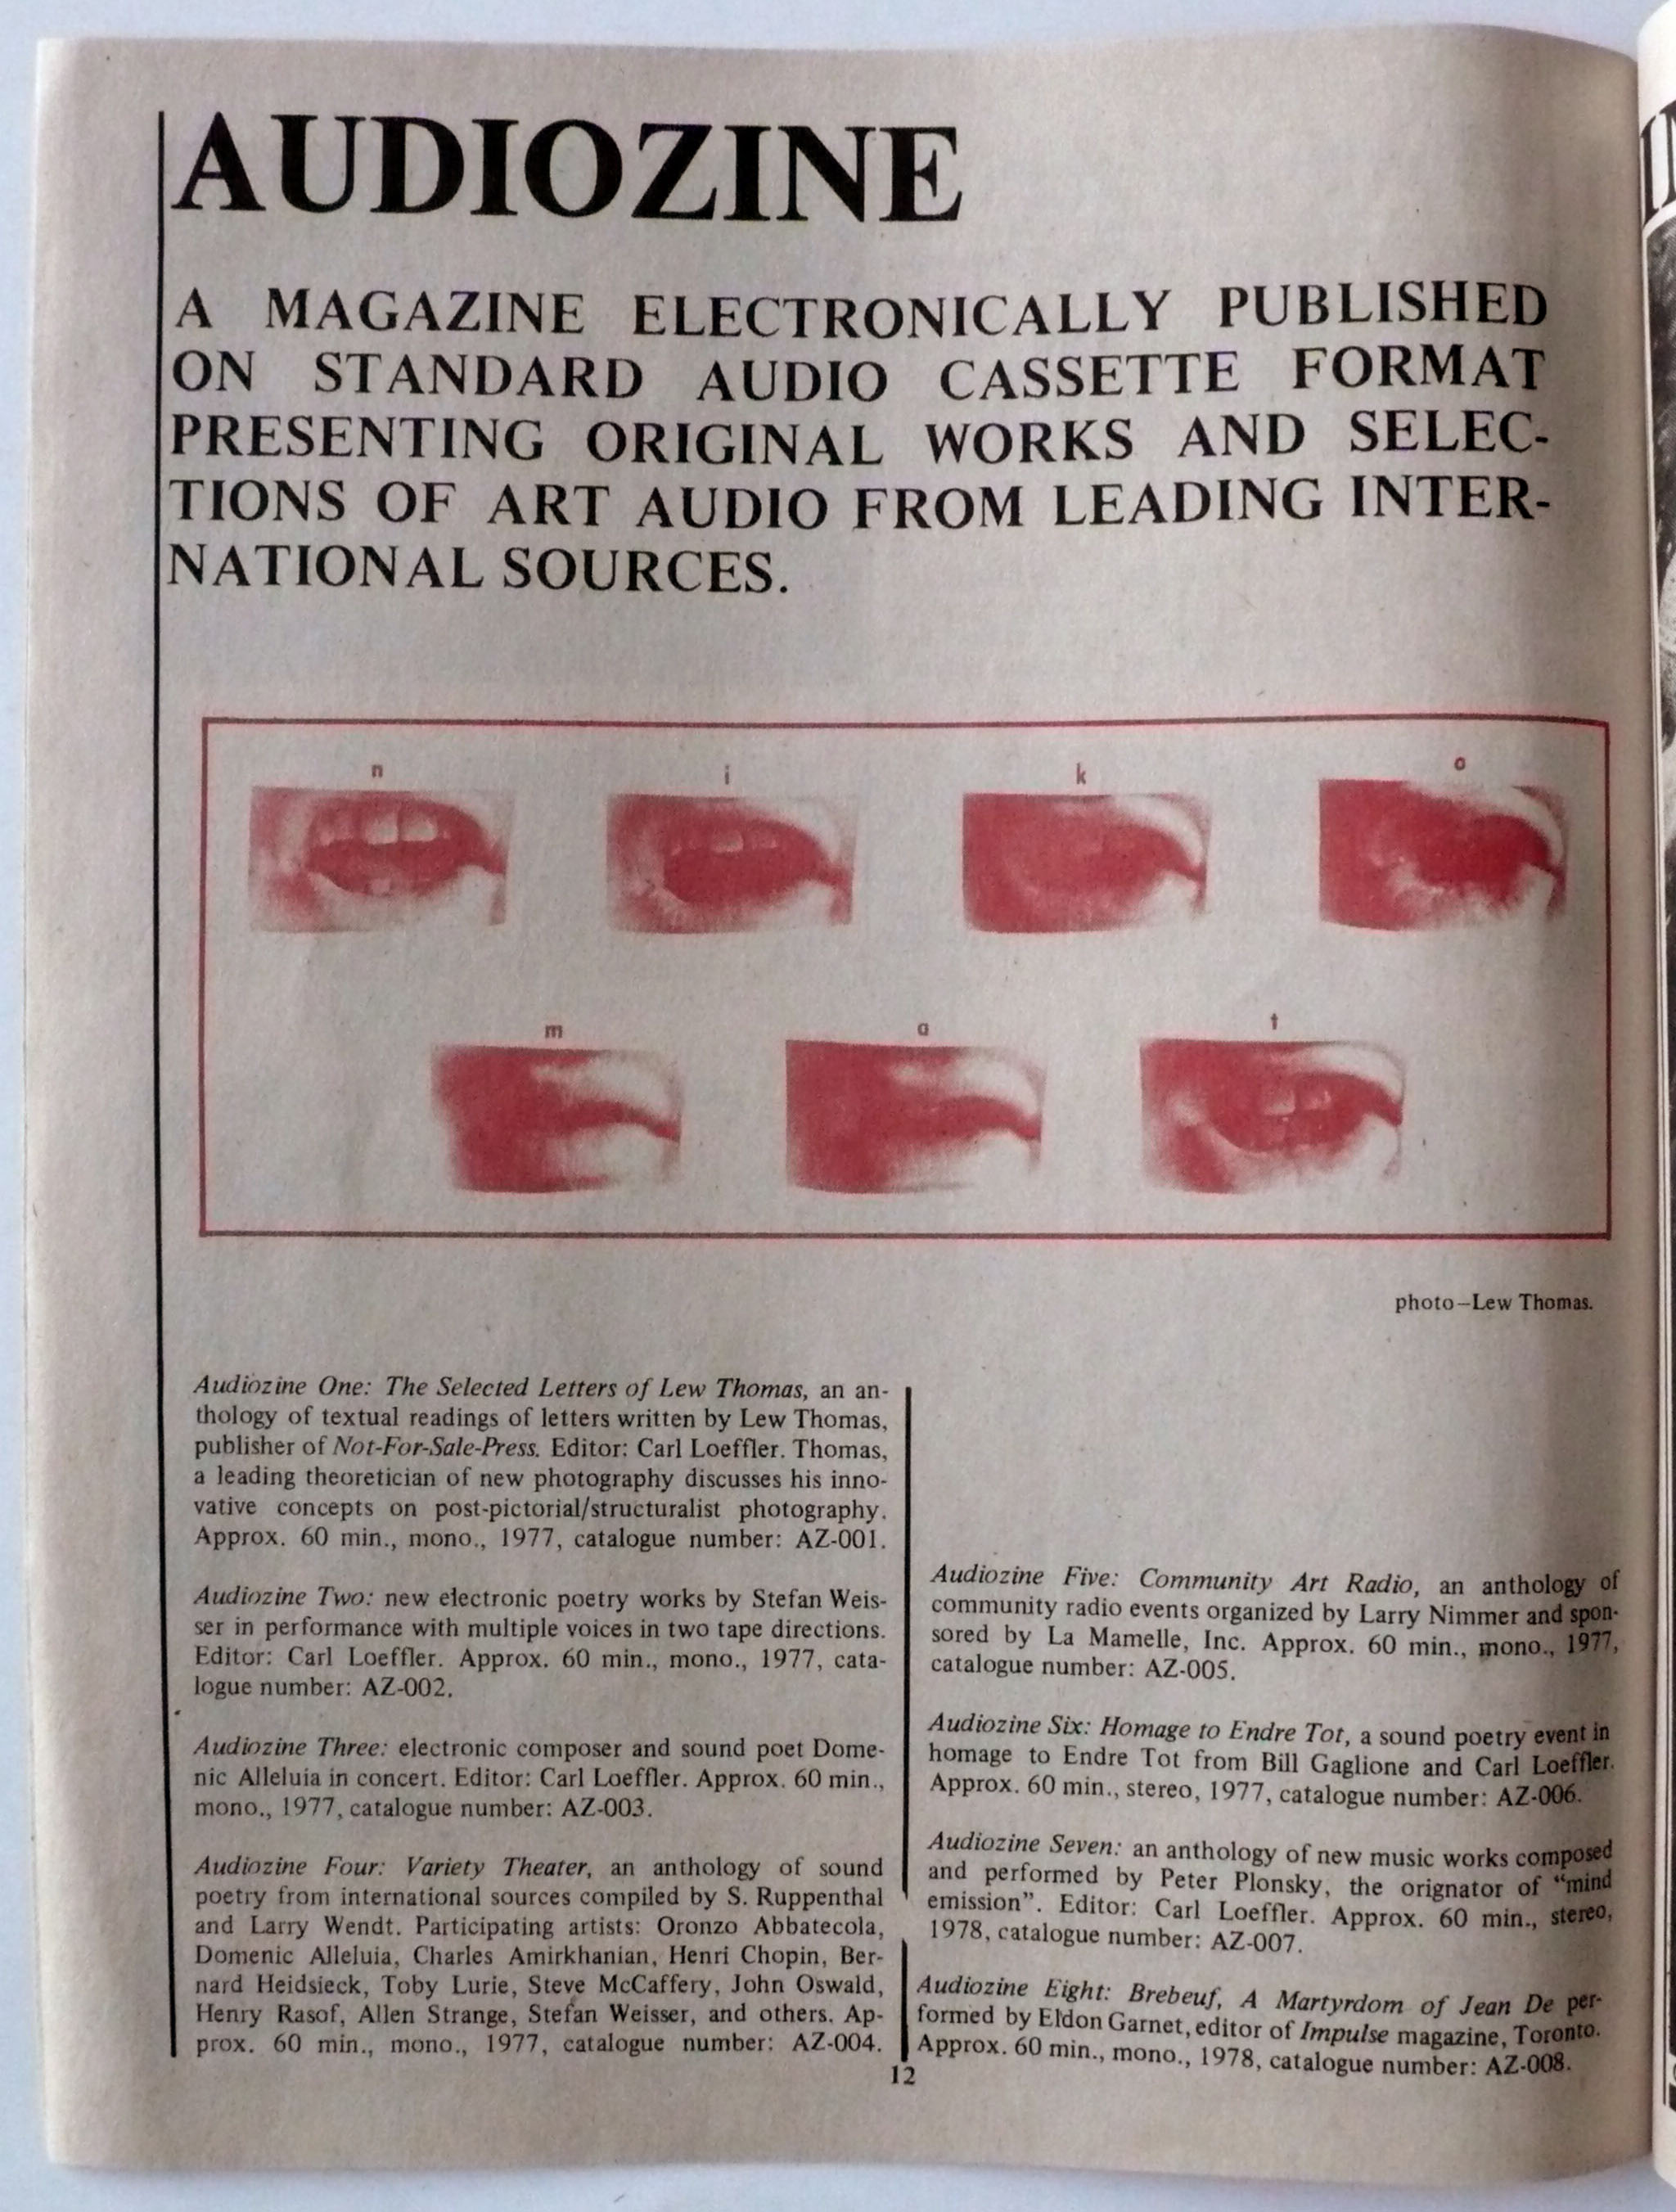 AUDIOZINE
A MAGAZINE ELECTRONICALLY PUBLISHED
ON STANDARD AUDIO CASSETTE FORMAT
PRESENTING ORIGINAL WORKS AND SELEC-
TIONS OF ART AUDIO FROM LEADING INTER-
NATIONAL SOURCES.
n i k o
m a t
photo—Lew Thomas.
Audiozine One: The Selected Letters of Lew Thomas, an an-
thology of textual readings of letters written by Lew Thomas,
publisher of Not-For-Sale-Press. Editor: Carl Loeffler. Thomas,
a leading theoretician of new photography discusses his inno-
vative concepts on post-pictorial/structuralist photography.
Approx. 60 min., mono., 1977, catalogue number: AZ-001.
Audiozine Two: new electronic poetry works by Stefan Weis-
ser in performance with multiple voices in two tape directions.
Editor: Carl Loeffler. Approx. 60 min., mono., 1977, cata-
logue number: AZ-002.
Audiozine Three: electronic composer and sound poet Dome-
nic Alleluia in concert. Editor: Carl Loeffler. Approx. 60 min.,
mono., 1977, catalogue number: AZ-003.
Audiozine Four: Variety Theater, an anthology of sound
poetry from international sources compiled by S. Ruppenthal
and Larry Wendt. Participating artists: Oronzo Abbatecola,
Domenic Alleluia, Charles Amirkhanian, Henri Chopin, Ber-
nard Heidsieck, Toby Lurie, Steve McCaffery, John Oswald,
Henry Rasof, Allen Strange, Stefan Weisser, and others. Ap-
prox. 60 min., mono., 1977, catalogue number: AZ-004.
Audiozine Five: Community Art Radio, an anthology of
community radio events organized by Larry Nimmer and spon-
sored by La Mamelle, Inc. Approx. 60 min., mono., 1977,
catalogue number: AZ-005.
Audiozine Six: Homage to Endre Tot, a sound poetry event in
homage to Endre Tot from Bill Gaglione and Carl Loeffler.
Approx. 60 min., stereo, 1977, catalogue number: AZ-006.
Audiozine Seven: an anthology of new music works composed
and performed by Peter Plonsky, the orignator of “mind
emission”. Editor: Carl Loeffler. Approx. 60 min., stereo,
1978, catalogue number: AZ-007.
Audiozine Eight: Brebeuf, A Martyrdom of Jean De per-
formed by Eldon Garnet, editor of Impulse magazine, Toronto.
Approx. 60 min., mono., 1978, catalogue number: AZ-008.
12